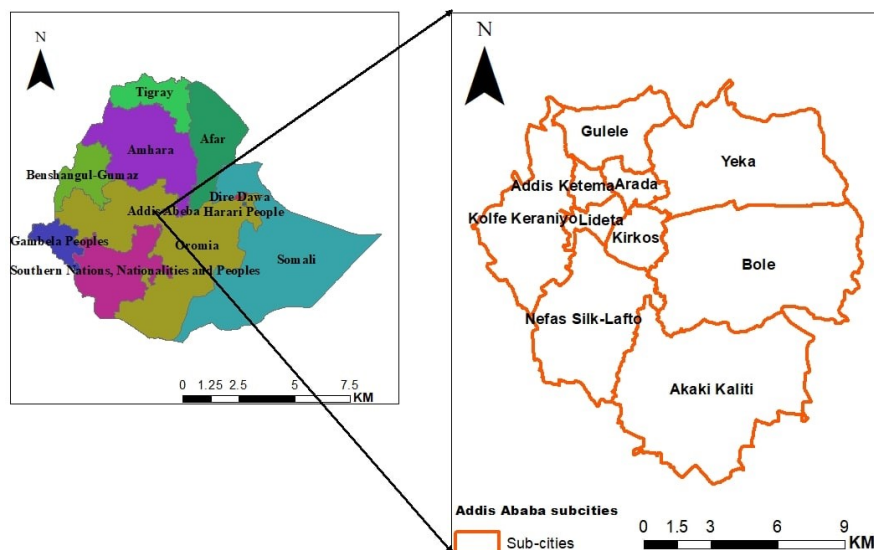 N
Tigray
Afar
Amhara
Benshangul-Gumaz
Dire Dawa
Addis Abeba
Harari People
Gambela Peoples
Oromia
Somali
Southern Nations, Nationalities and Peoples
0 1.25 2.5 5 7.5
KM
N
Gulele
Yeka
Addis Ketema
Arada
Kolfe Keraniyo
Lideta
Kirkos
Bole
Nefas Silk-Lafto
Akaki Kaliti
Addis Ababa subcities
Sub-cities
0 1.5 3 6 9
KM